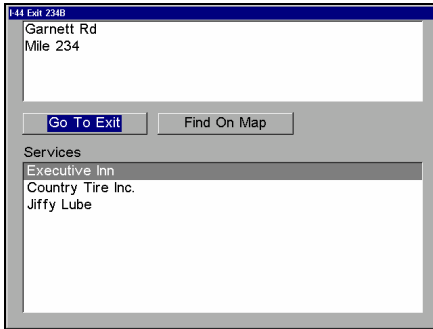 I-44 Exit 234B
Garnett Rd
Mile 234
Go To Exit
Find On Map
Services
Executive Inn
Country Tire Inc.
Jiffy Lube